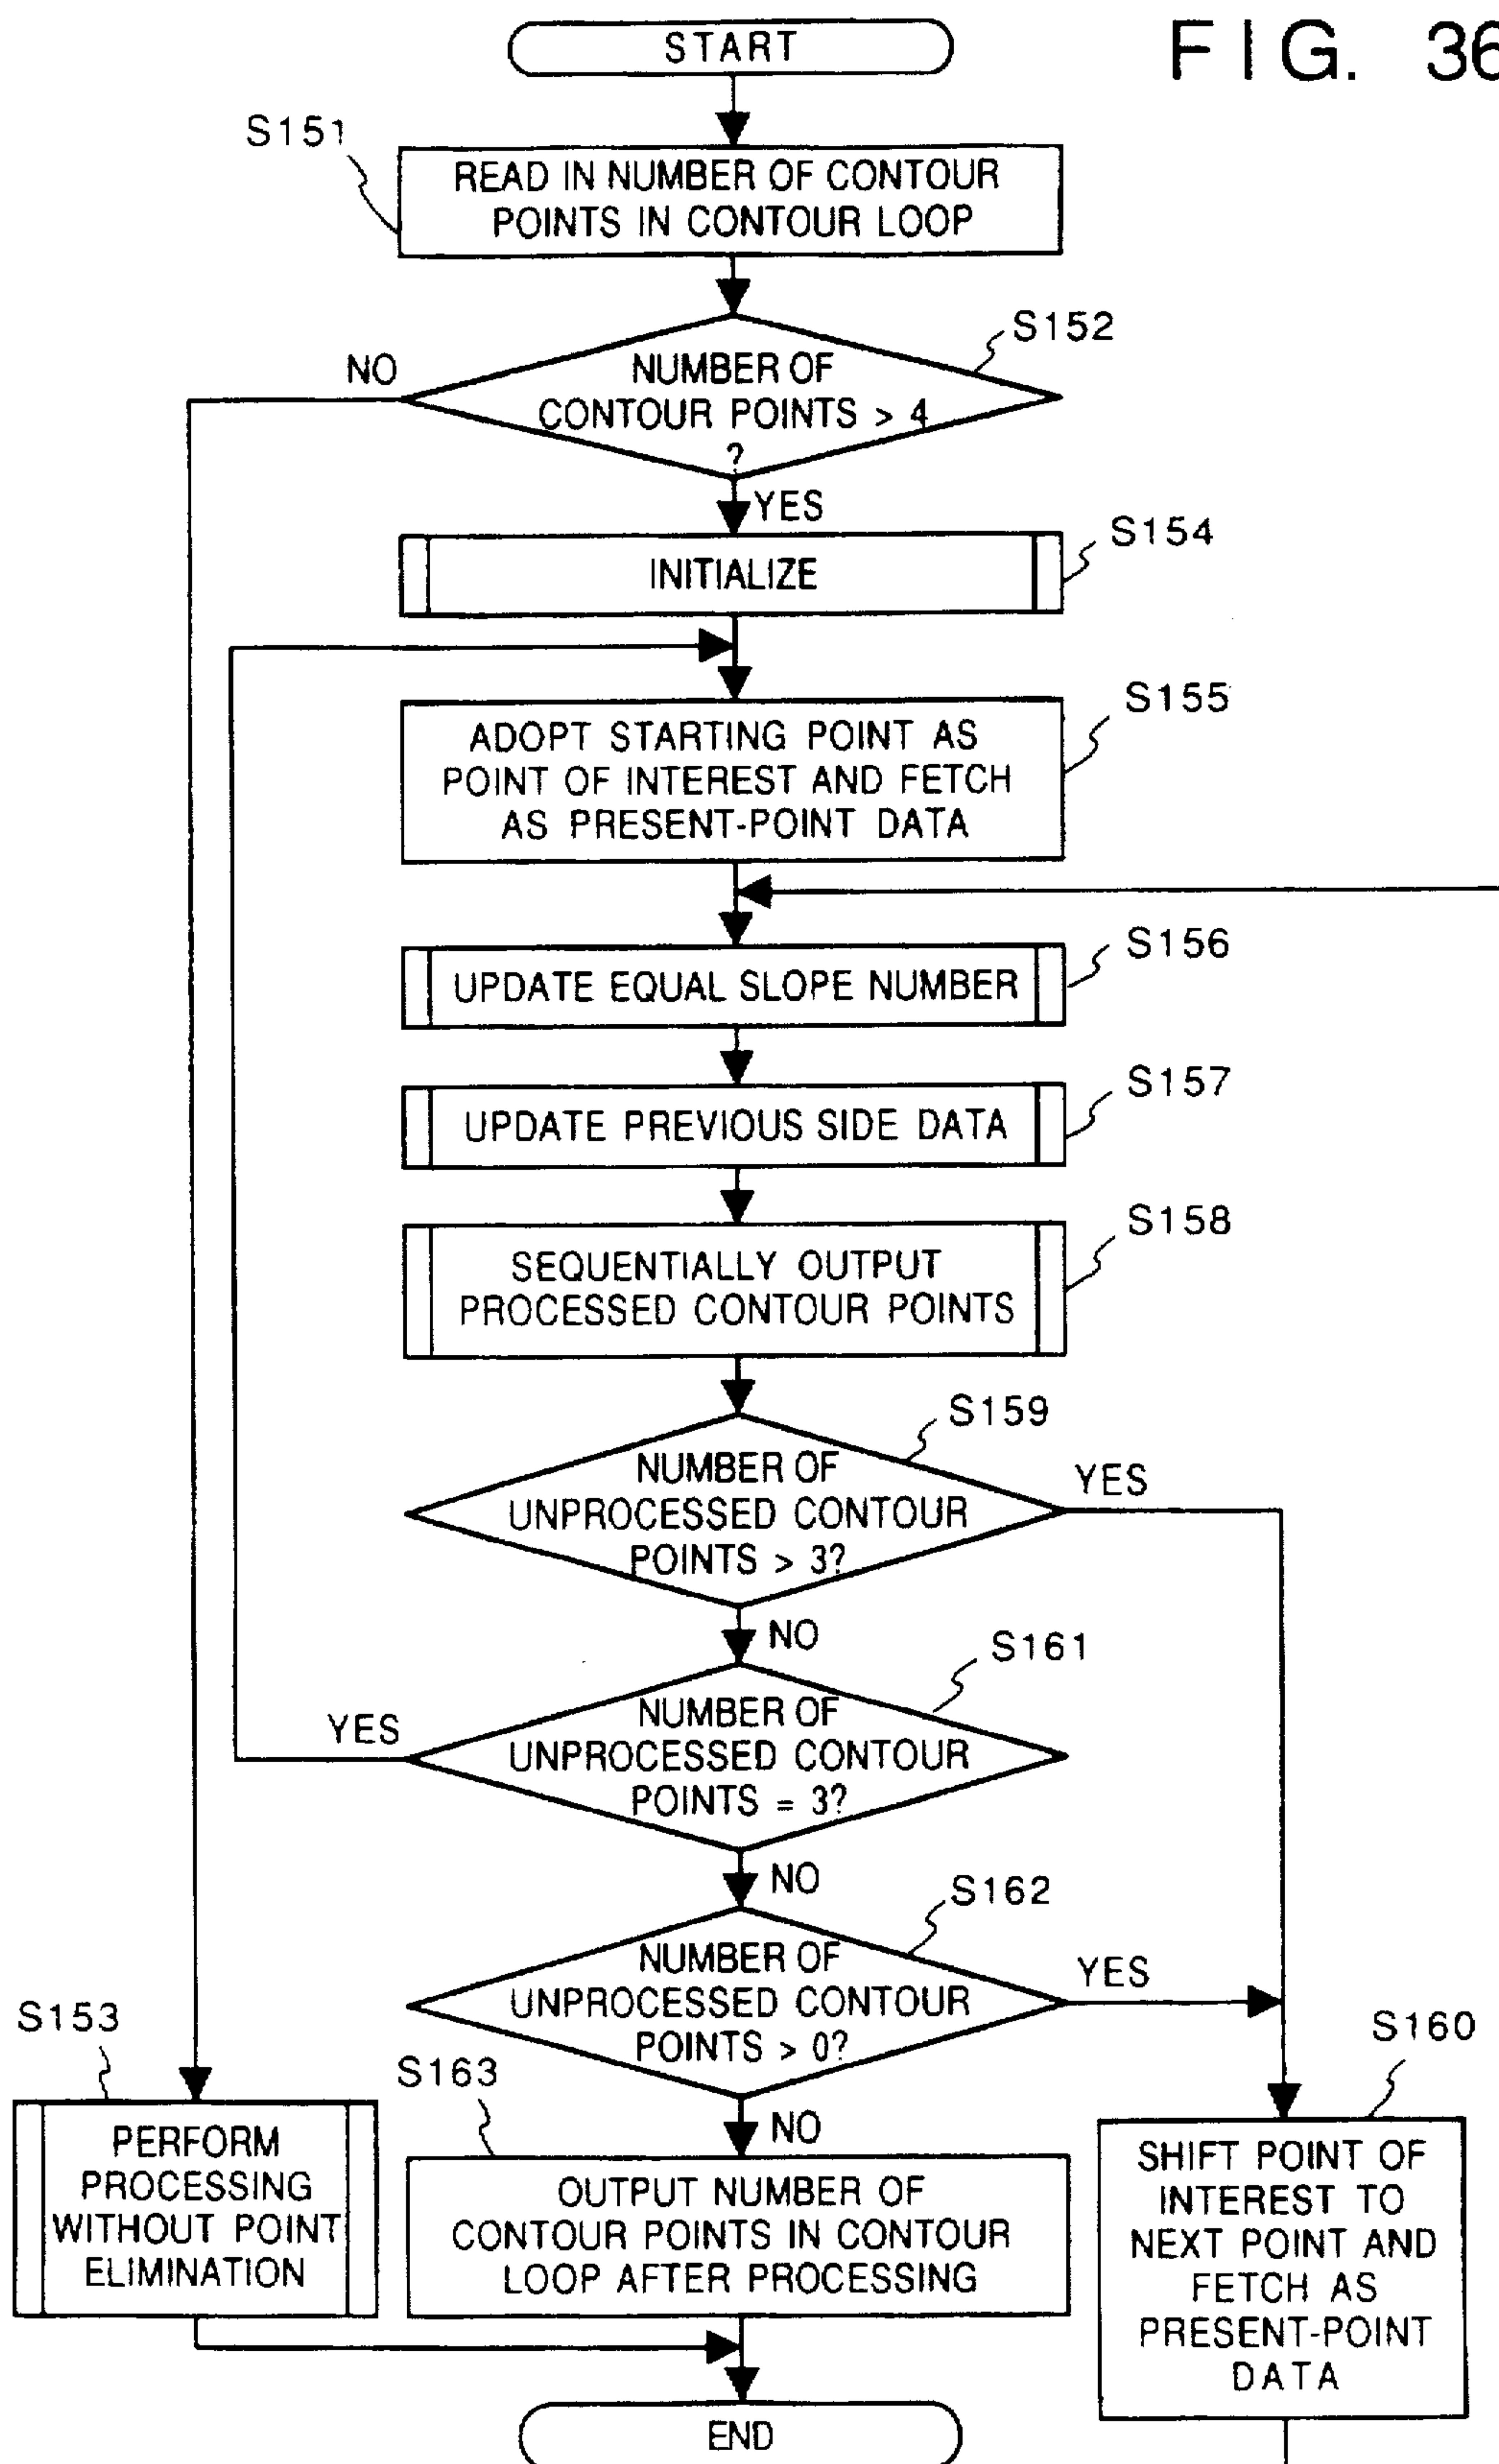 FIG. 36
START
S151
READ IN NUMBER OF CONTOUR
POINTS IN CONTOUR LOOP
S152
NO
NUMBER OF
CONTOUR POINTS > 4
?
YES
S154
INITIALIZE
S155
ADOPT STARTING POINT AS
POINT OF INTEREST AND FETCH
AS PRESENT-POINT DATA
S156
UPDATE EQUAL SLOPE NUMBER
S157
UPDATE PREVIOUS SIDE DATA
S158
SEQUENTIALLY OUTPUT
PROCESSED CONTOUR POINTS
S159
NUMBER OF
UNPROCESSED CONTOUR
POINTS > 3?
YES
NO
S161
NUMBER OF
UNPROCESSED CONTOUR
POINTS = 3?
YES
NO
S162
NUMBER OF
UNPROCESSED CONTOUR
POINTS > 0?
YES
NO
S153
PERFORM
PROCESSING
WITHOUT POINT
ELIMINATION
S163
OUTPUT NUMBER OF
CONTOUR POINTS IN CONTOUR
LOOP AFTER PROCESSING
S160
SHIFT POINT OF
INTEREST TO
NEXT POINT AND
FETCH AS
PRESENT-POINT
DATA
END